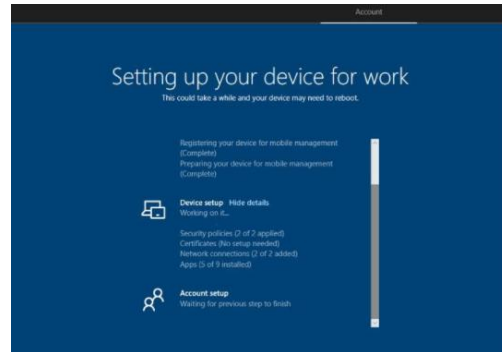 Account
Setting up your device for work
This could take a while and your device may need to reboot.
Registering your device for mobile management
(Complete)
Preparing your device for mobile management
(Complete)
Device setup Hide details
Working on it...
Security policies (2 of 2 applied)
Certificates (No setup needed)
Network connections (2 of 2 added)
Apps (5 of 9 installed)
Account setup
Waiting for previous step to finish